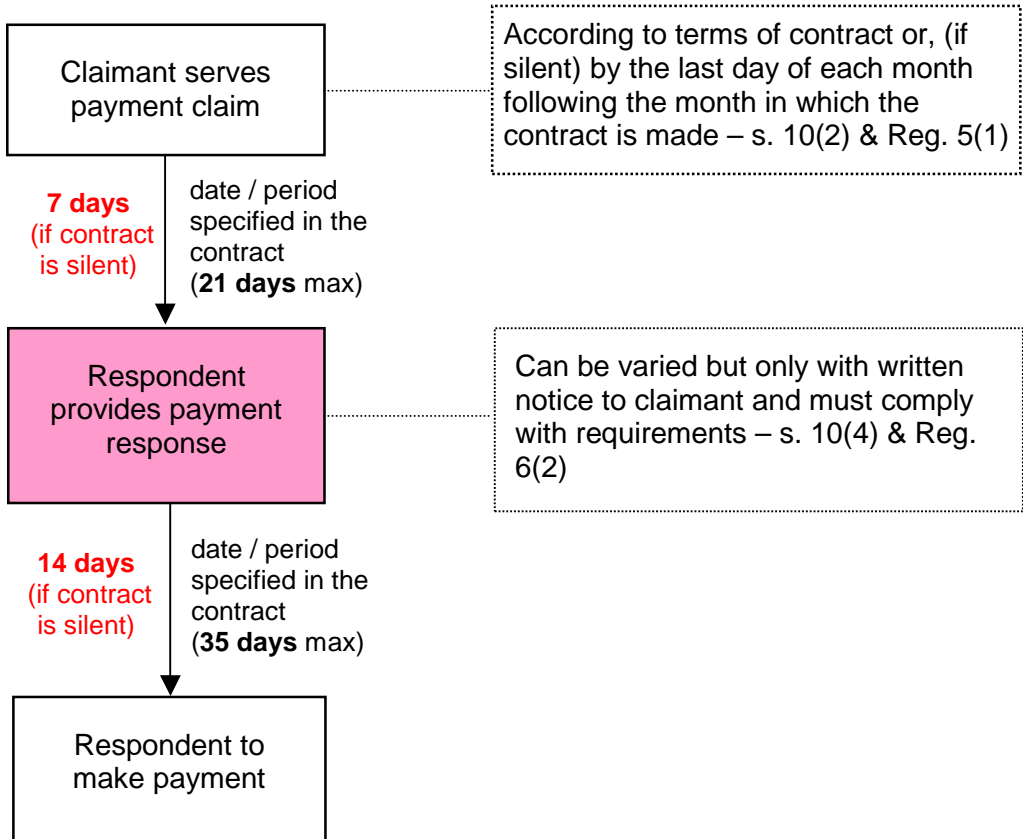 Claimant serves
payment claim
According to terms of contract or, (if
silent) by the last day of each month
following the month in which the
contract is made – s. 10(2) & Reg. 5(1)
7 days
(if contract
is silent)
date / period
specified in the
contract
(21 days max)
Respondent
provides payment
response
Can be varied but only with written
notice to claimant and must comply
with requirements – s. 10(4) & Reg.
6(2)
14 days
(if contract
is silent)
date / period
specified in the
contract
(35 days max)
Respondent to
make payment